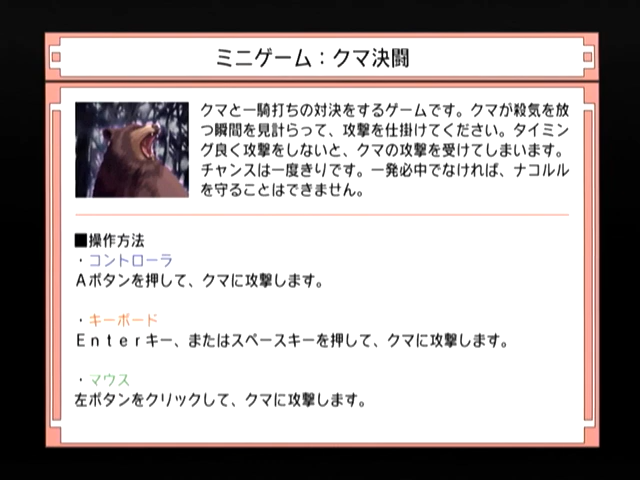 ミニゲーム：クマ決闘
クマと一騎打ちの対決をするゲームです。クマが殺気を放
つ瞬間を見計らって、攻撃を仕掛けてください。タイミン
グ良く攻撃をしないと、クマの攻撃を受けてしまいます。
チャンスは一度きりです。一発必中でなければ、ナコルル
を守ることはできません。
■操作方法
・コントローラ
Ａボタンを押して、クマに攻撃します。
・キーボード
Ｅｎｔｅｒキー、またはスペースキーを押して、クマに攻撃します。
・マウス
左ボタンをクリックして、クマに攻撃します。